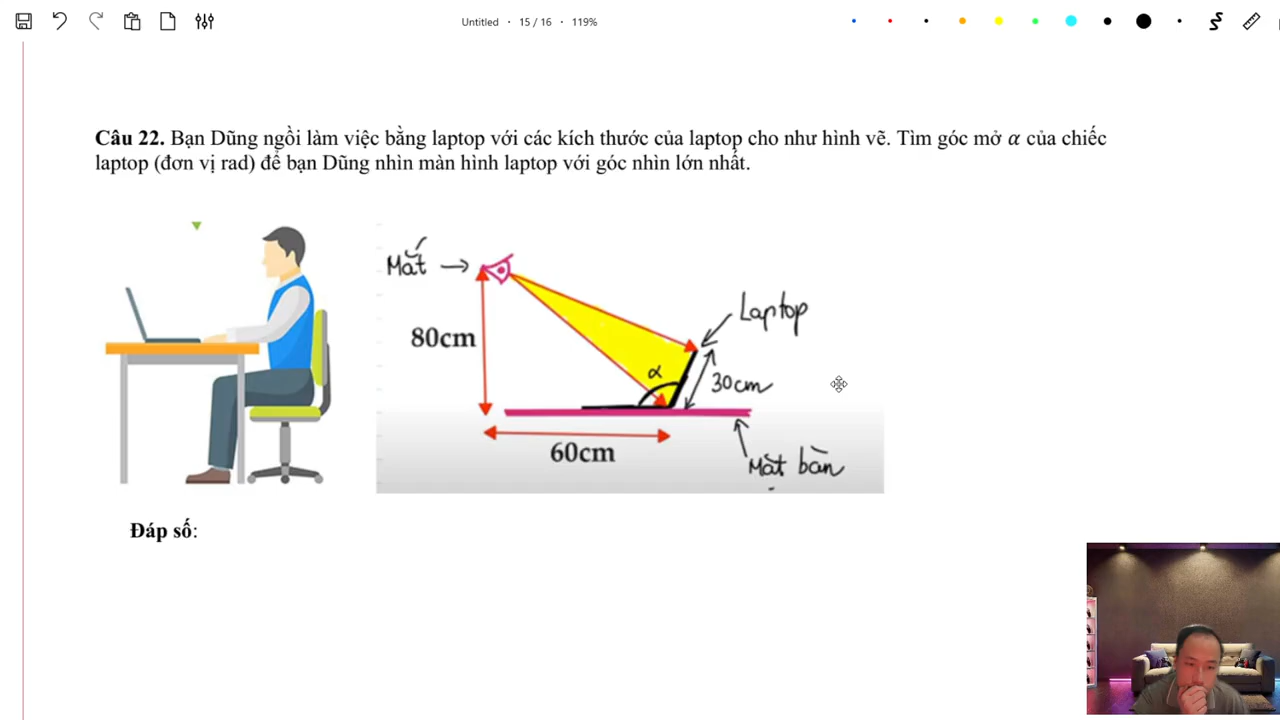 Untitled • 15 / 16 • 119%
Câu 22. Bạn Dũng ngồi làm việc bằng laptop với các kích thước của laptop cho như hình vẽ. Tìm góc mở α của chiếc
laptop (đơn vị rad) để bạn Dũng nhìn màn hình laptop với góc nhìn lớn nhất.
Mắt
Laptop
80cm
α
30cm
60cm
Mặt bàn
Đáp số: